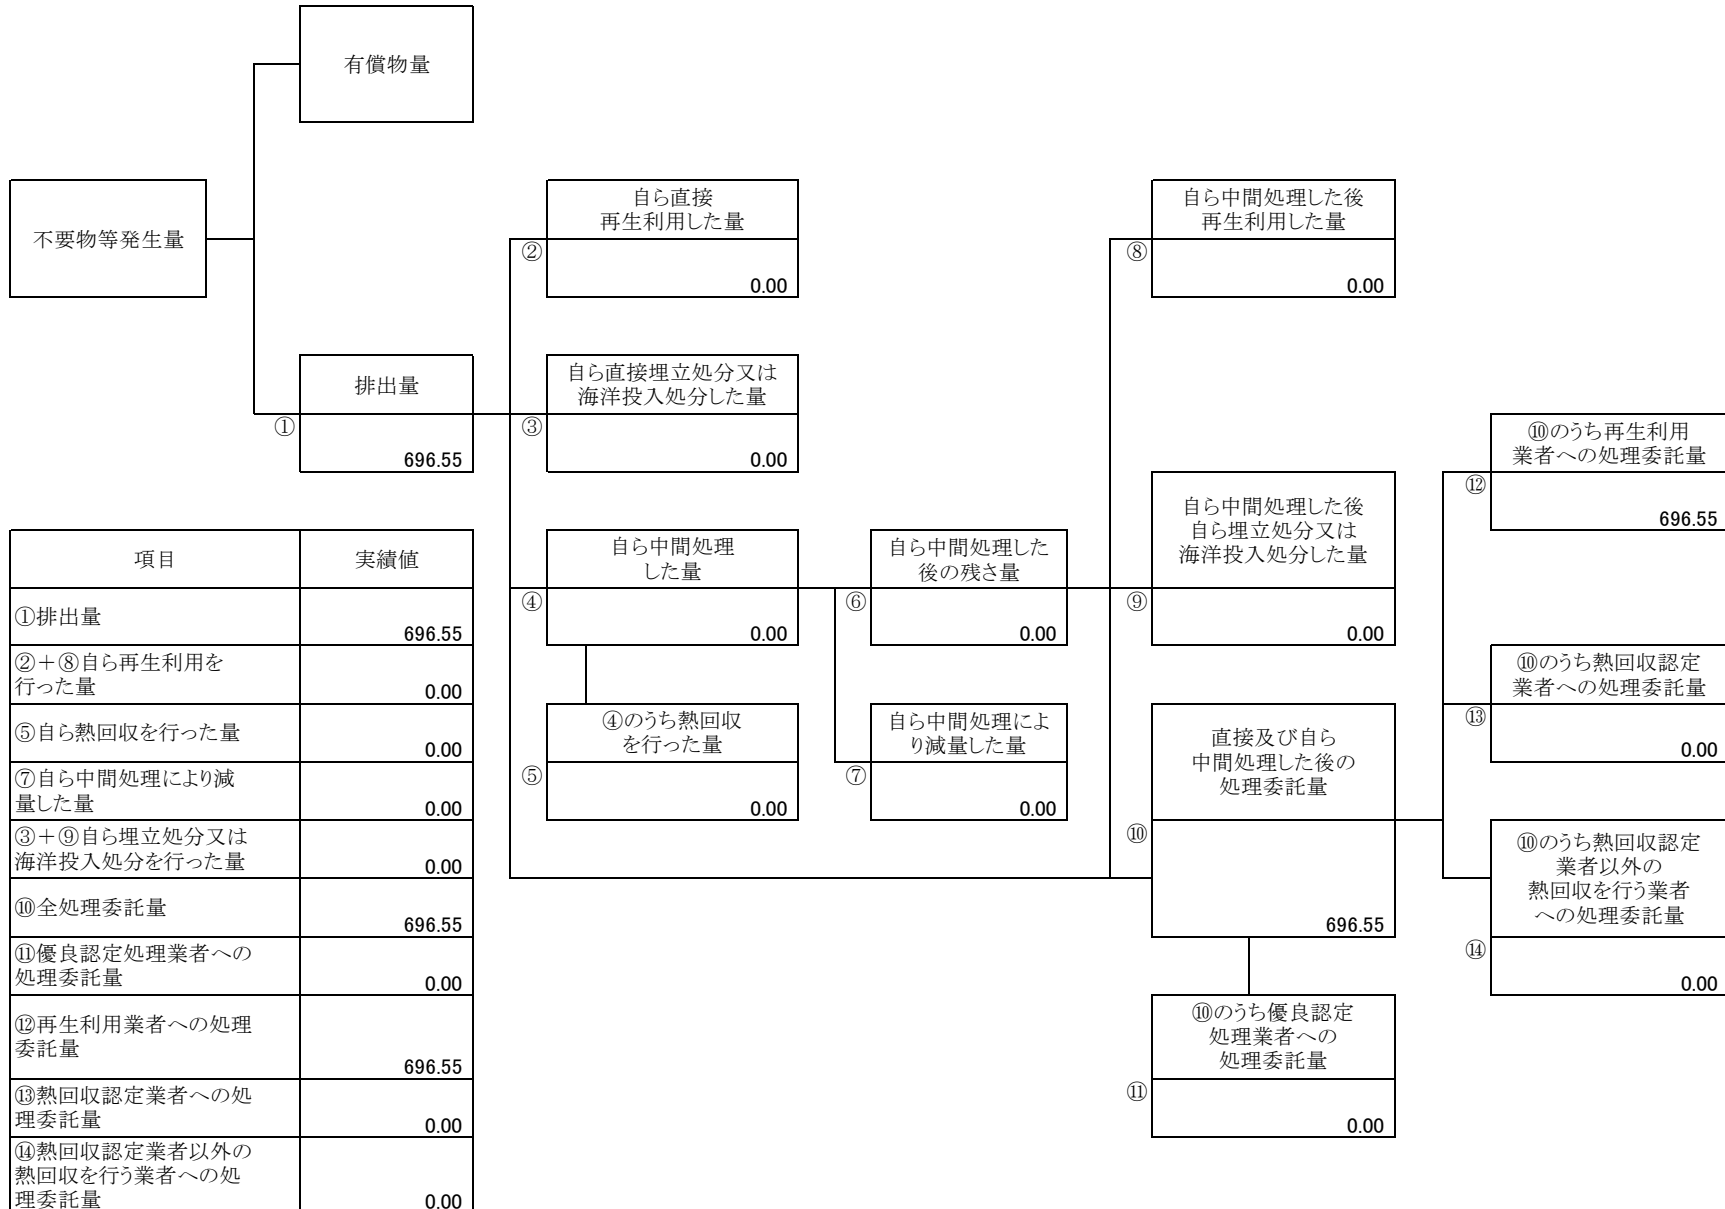 有償物量
不要物等発生量
自ら直接
再生利用した量
②
0.00
自ら中間処理した後
再生利用した量
⑧
0.00
排出量
①
696.55
自ら直接埋立処分又は
海洋投入処分した量
③
0.00
⑩のうち再生利用
業者への処理委託量
⑫
696.55
自ら中間処理
した量
④
0.00
自ら中間処理した
後の残さ量
⑥
0.00
自ら中間処理した後
自ら埋立処分又は
海洋投入処分した量
⑨
0.00
⑩のうち熱回収認定
業者への処理委託量
⑬
0.00
④のうち熱回収
を行った量
⑤
0.00
自ら中間処理によ
り減量した量
⑦
0.00
直接及び自ら
中間処理した後の
処理委託量
⑩
696.55
⑩のうち熱回収認定
業者以外の
熱回収を行う業者
への処理委託量
⑭
0.00
⑩のうち優良認定
処理業者への
処理委託量
⑪
0.00
項目 実績値
①排出量
696.55
②＋⑧自ら再生利用を
行った量
0.00
⑤自ら熱回収を行った量
0.00
⑦自ら中間処理により減
量した量
0.00
③＋⑨自ら埋立処分又は
海洋投入処分を行った量
0.00
⑩全処理委託量
696.55
⑪優良認定処理業者への
処理委託量
0.00
⑫再生利用業者への処理
委託量
696.55
⑬熱回収認定業者への処
理委託量
0.00
⑭熱回収認定業者以外の
熱回収を行う業者への処
理委託量
0.00